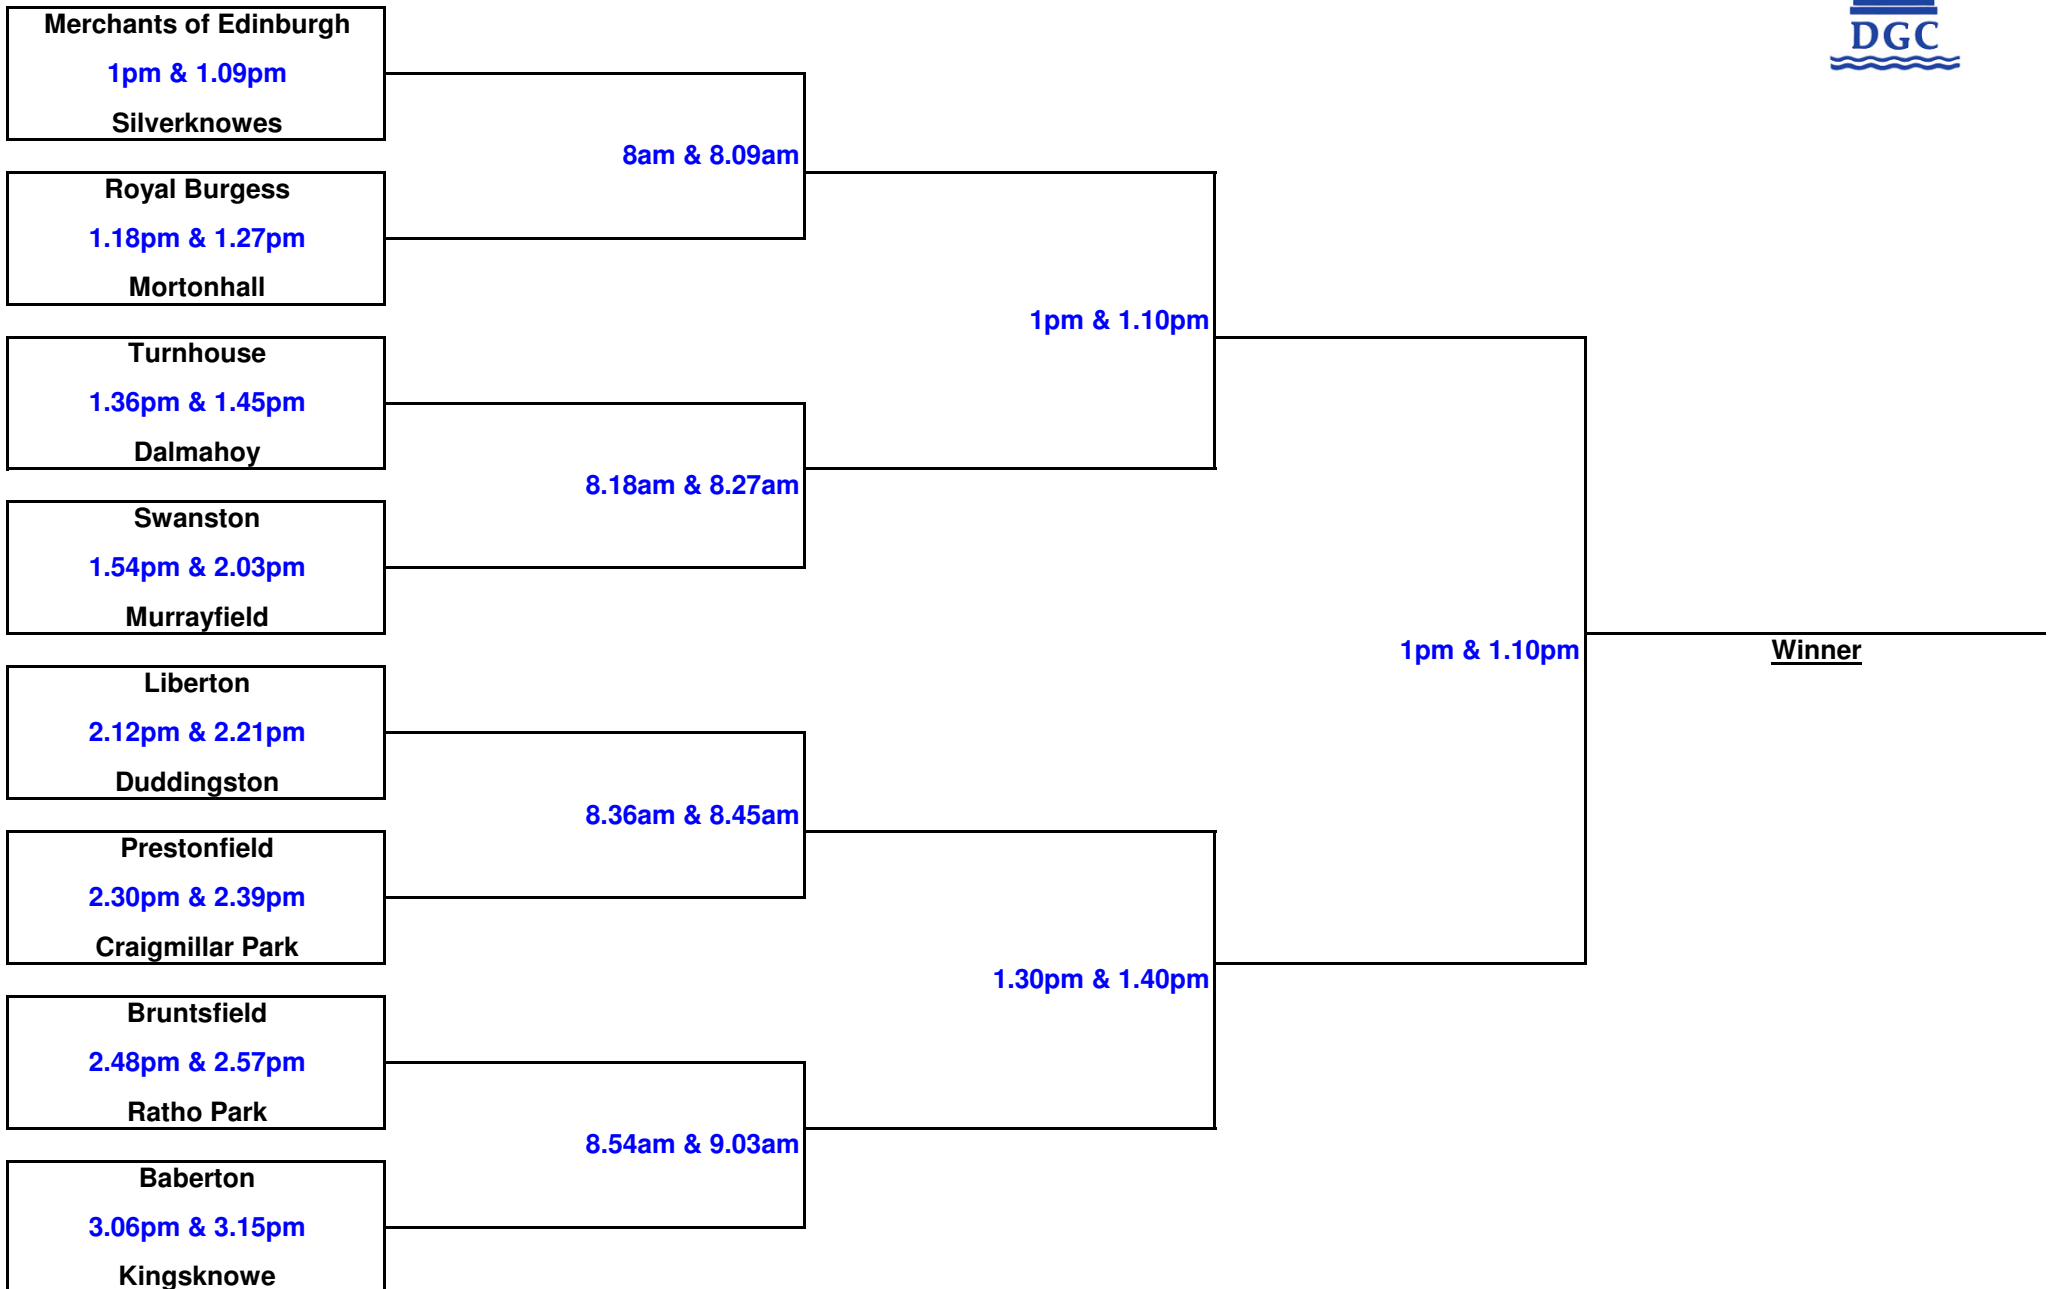 Merchants of Edinburgh
1pm & 1.09pm
Silverknowes
DGC
8am & 8.09am
Royal Burgess
1.18pm & 1.27pm
Mortonhall
1pm & 1.10pm
Turnhouse
1.36pm & 1.45pm
Dalmahoy
8.18am & 8.27am
Swanston
1.54pm & 2.03pm
Murrayfield
1pm & 1.10pm
Winner
Liberton
2.12pm & 2.21pm
Duddingston
8.36am & 8.45am
Prestonfield
2.30pm & 2.39pm
Craigmillar Park
1.30pm & 1.40pm
Bruntsfield
2.48pm & 2.57pm
Ratho Park
8.54am & 9.03am
Baberton
3.06pm & 3.15pm
Kingsknowe